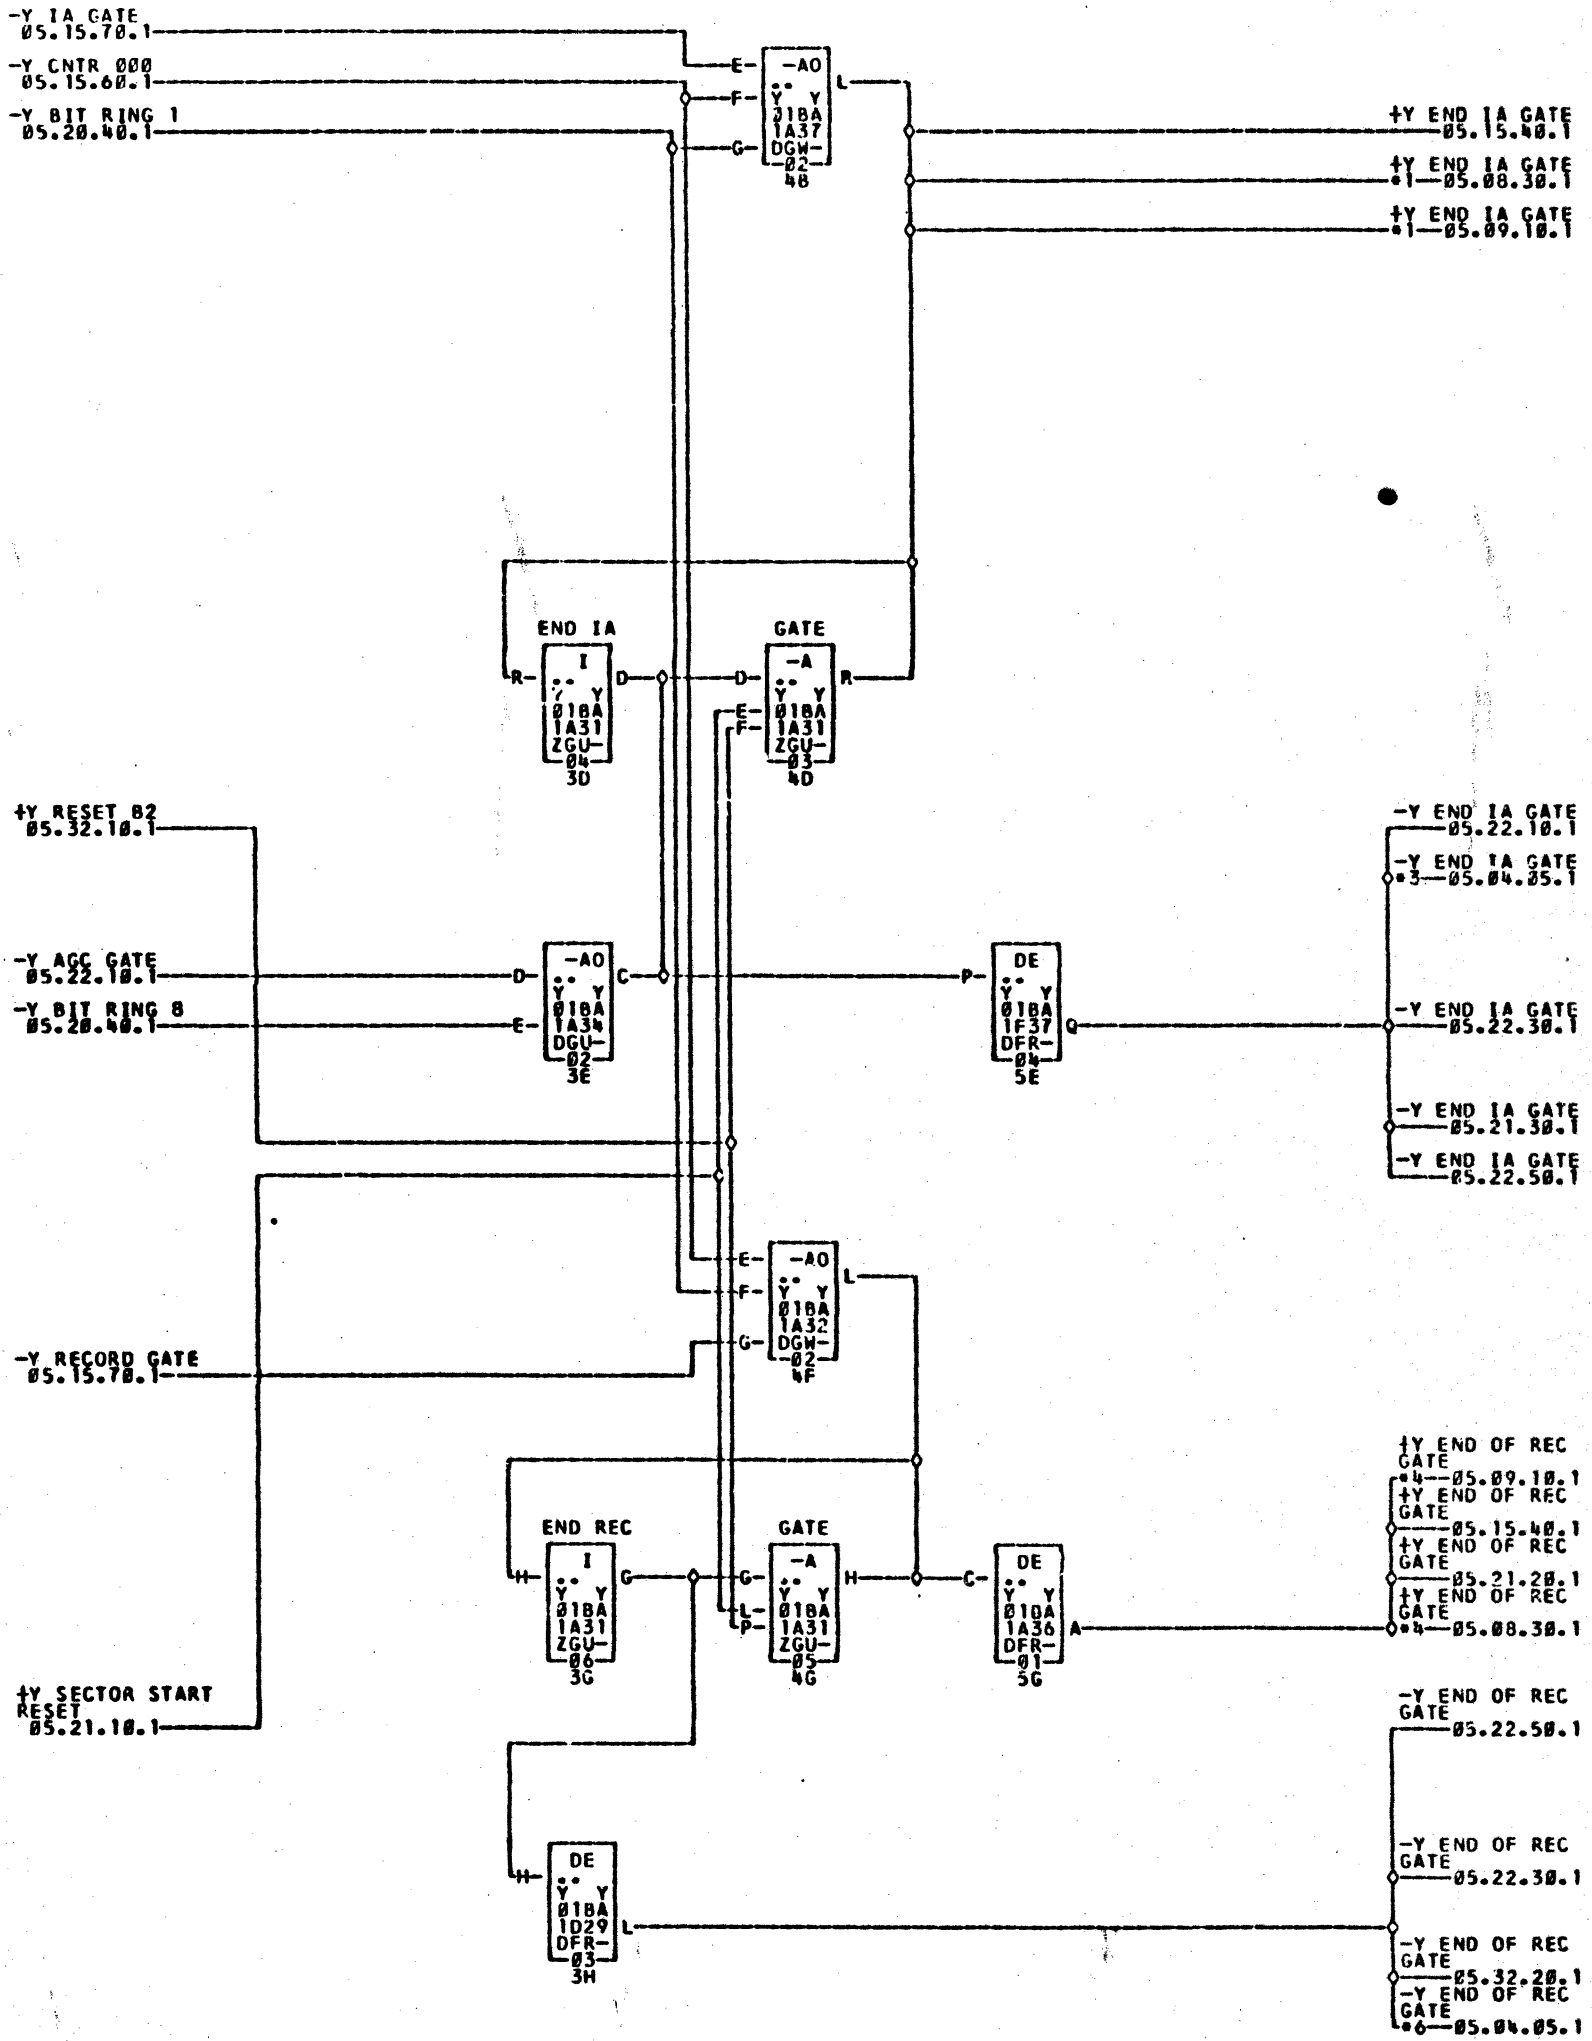 -Y IA GATE
05.15.70.1
-Y CNTR 000
05.15.60.1
-Y BIT RING 1
05.20.40.1
E -AO L
F Y Y
01BA
1A37
G DGW-
02
4B
+Y END IA GATE
05.15.40.1
+Y END IA GATE
*1 05.08.30.1
+Y END IA GATE
*1 05.09.10.1
END IA
I
R D
Y Y
01BA
1A31
ZGU-
04
3D
GATE
-A
D R
Y Y
E 01BA
F 1A31
ZGU-
03
4D
+Y RESET B2
05.32.10.1
-Y AGC GATE
05.22.10.1
-Y BIT RING 8
05.20.40.1
-AO
D C
Y Y
01BA
E 1A34
DGU-
02
3E
DE
P
Y Y
01BA
1F37 Q
DFR-
04
5E
-Y END IA GATE
05.22.10.1
-Y END IA GATE
*3 05.04.05.1
-Y END IA GATE
05.22.30.1
-Y END IA GATE
05.21.30.1
-Y END IA GATE
05.22.50.1
E -AO L
F Y Y
01BA
1A32
G DGW-
02
4F
-Y RECORD GATE
05.15.70.1
END REC
I
H G
Y Y
01BA
1A31
ZGU-
06
3G
GATE
-A
G H
Y Y
L 01BA
P 1A31
ZGU-
05
4G
DE
C
Y Y
1A36 A
DFR-
01
5G
+Y END OF REC
GATE
*4 05.09.10.1
+Y END OF REC
GATE
05.15.40.1
+Y END OF REC
GATE
05.21.20.1
+Y END OF REC
GATE
*4 05.08.30.1
+Y SECTOR START
RESET
05.21.10.1
DE
H
Y Y
01BA
1D29 L
DFR-
03
3H
-Y END OF REC
GATE
05.22.50.1
-Y END OF REC
GATE
05.22.30.1
-Y END OF REC
GATE
05.32.20.1
-Y END OF REC
GATE
*6 05.04.05.1